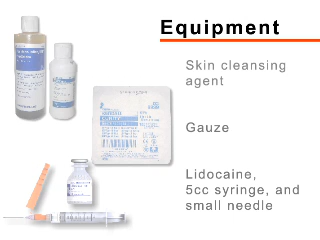 Equipment
Skin cleansing
agent
Gauze
Lidocaine,
5cc syringe, and
small needle